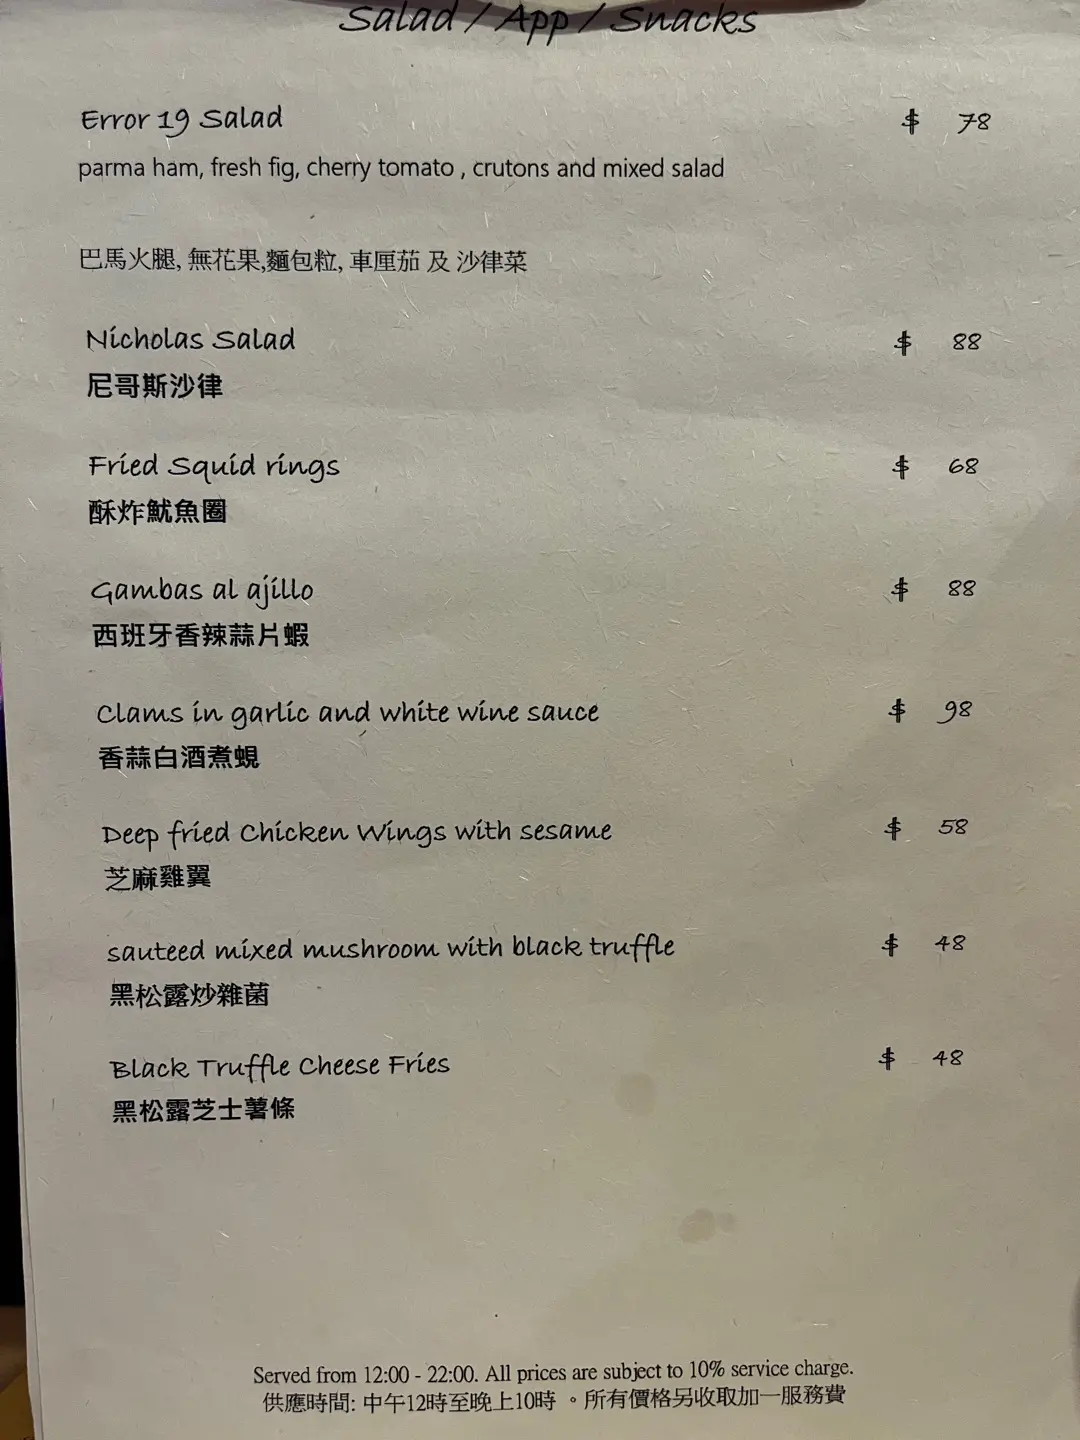 Salad / App / Snacks
Error 19 Salad $ 78
parma ham, fresh fig, cherry tomato , crutons and mixed salad
巴馬火腿, 無花果,麵包粒, 車厘茄 及 沙律菜
Nicholas Salad $ 88
尼哥斯沙律
Fried Squid rings $ 68
酥炸魷魚圈
Gambas al ajillo $ 88
西班牙香辣蒜片蝦
Clams in garlic and white wine sauce $ 98
香蒜白酒煮蜆
Deep fried Chicken Wings with sesame $ 58
芝麻雞翼
sauteed mixed mushroom with black truffle $ 48
黑松露炒雜菌
Black Truffle Cheese Fries $ 48
黑松露芝士薯條
Served from 12:00 - 22:00. All prices are subject to 10% service charge.
供應時間: 中午12時至晚上10時 。所有價格另收取加一服務費